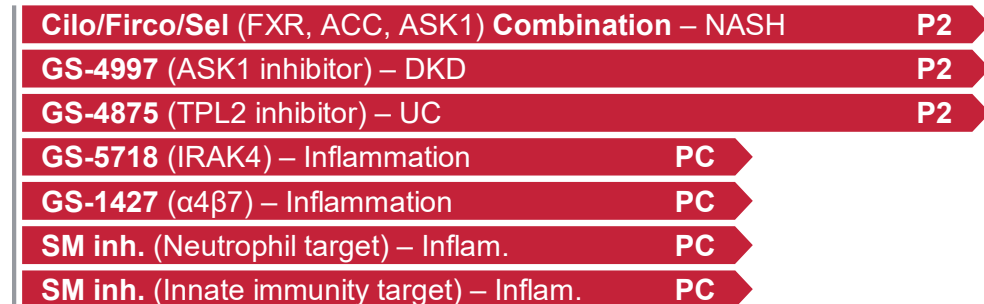 Cilo/Firco/Sel (FXR, ACC, ASK1) Combination – NASH P2
GS-4997 (ASK1 inhibitor) – DKD P2
GS-4875 (TPL2 inhibitor) – UC P2
GS-5718 (IRAK4) – Inflammation PC
GS-1427 (α4β7) – Inflammation PC
SM inh. (Neutrophil target) – Inflam. PC
SM inh. (Innate immunity target) – Inflam. PC